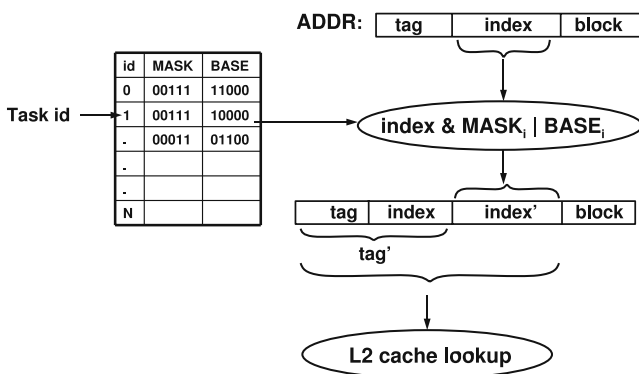 ADDR: tag index block
id MASK BASE
0 00111 11000
Task id 1 00111 10000
. 00011 01100
.
.
N
index & MASKi | BASEi
tag index index’ block
tag’
L2 cache lookup